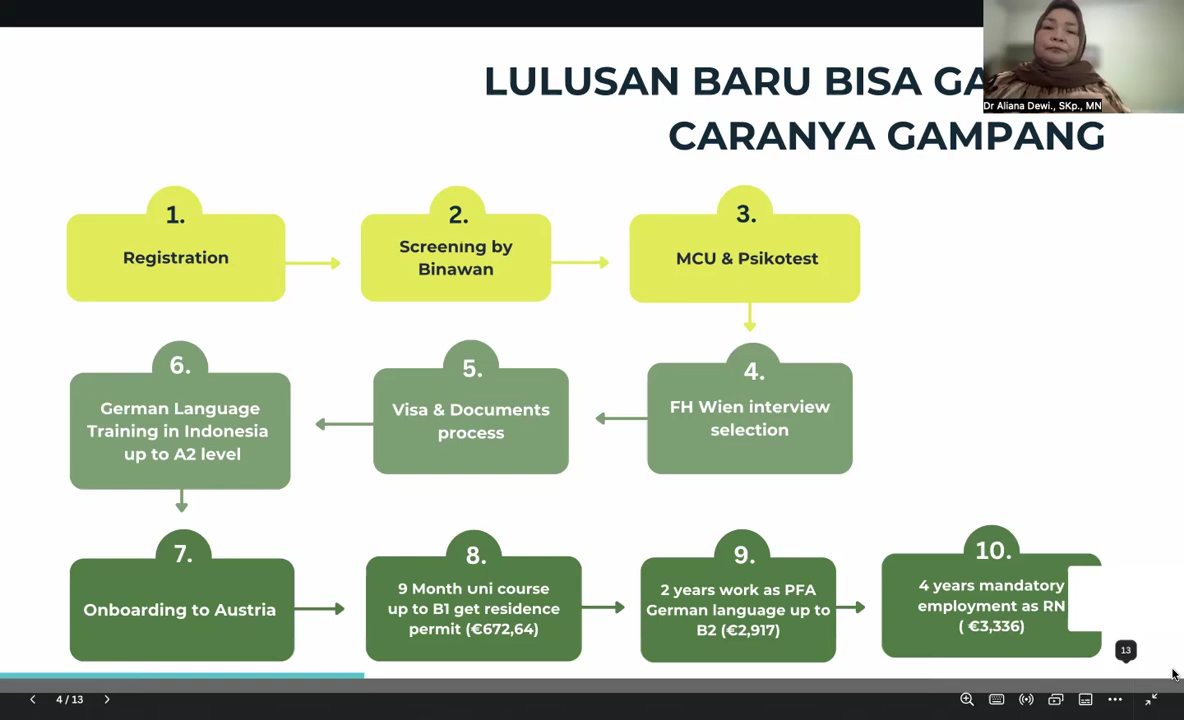 LULUSAN BARU BISA GA
CARANYA GAMPANG
Dr Aliana Dewi., SKp., MN
1.
Registration
2.
Screening by
Binawan
3.
MCU & Psikotest
4.
FH Wien interview
selection
5.
Visa & Documents
process
6.
German Language
Training in Indonesia
up to A2 level
7.
Onboarding to Austria
8.
9 Month uni course
up to B1 get residence
permit (€672,64)
9.
2 years work as PFA
German language up to
B2 (€2,917)
10.
4 years mandatory
employment as RN
( €3,336)
13
4 / 13